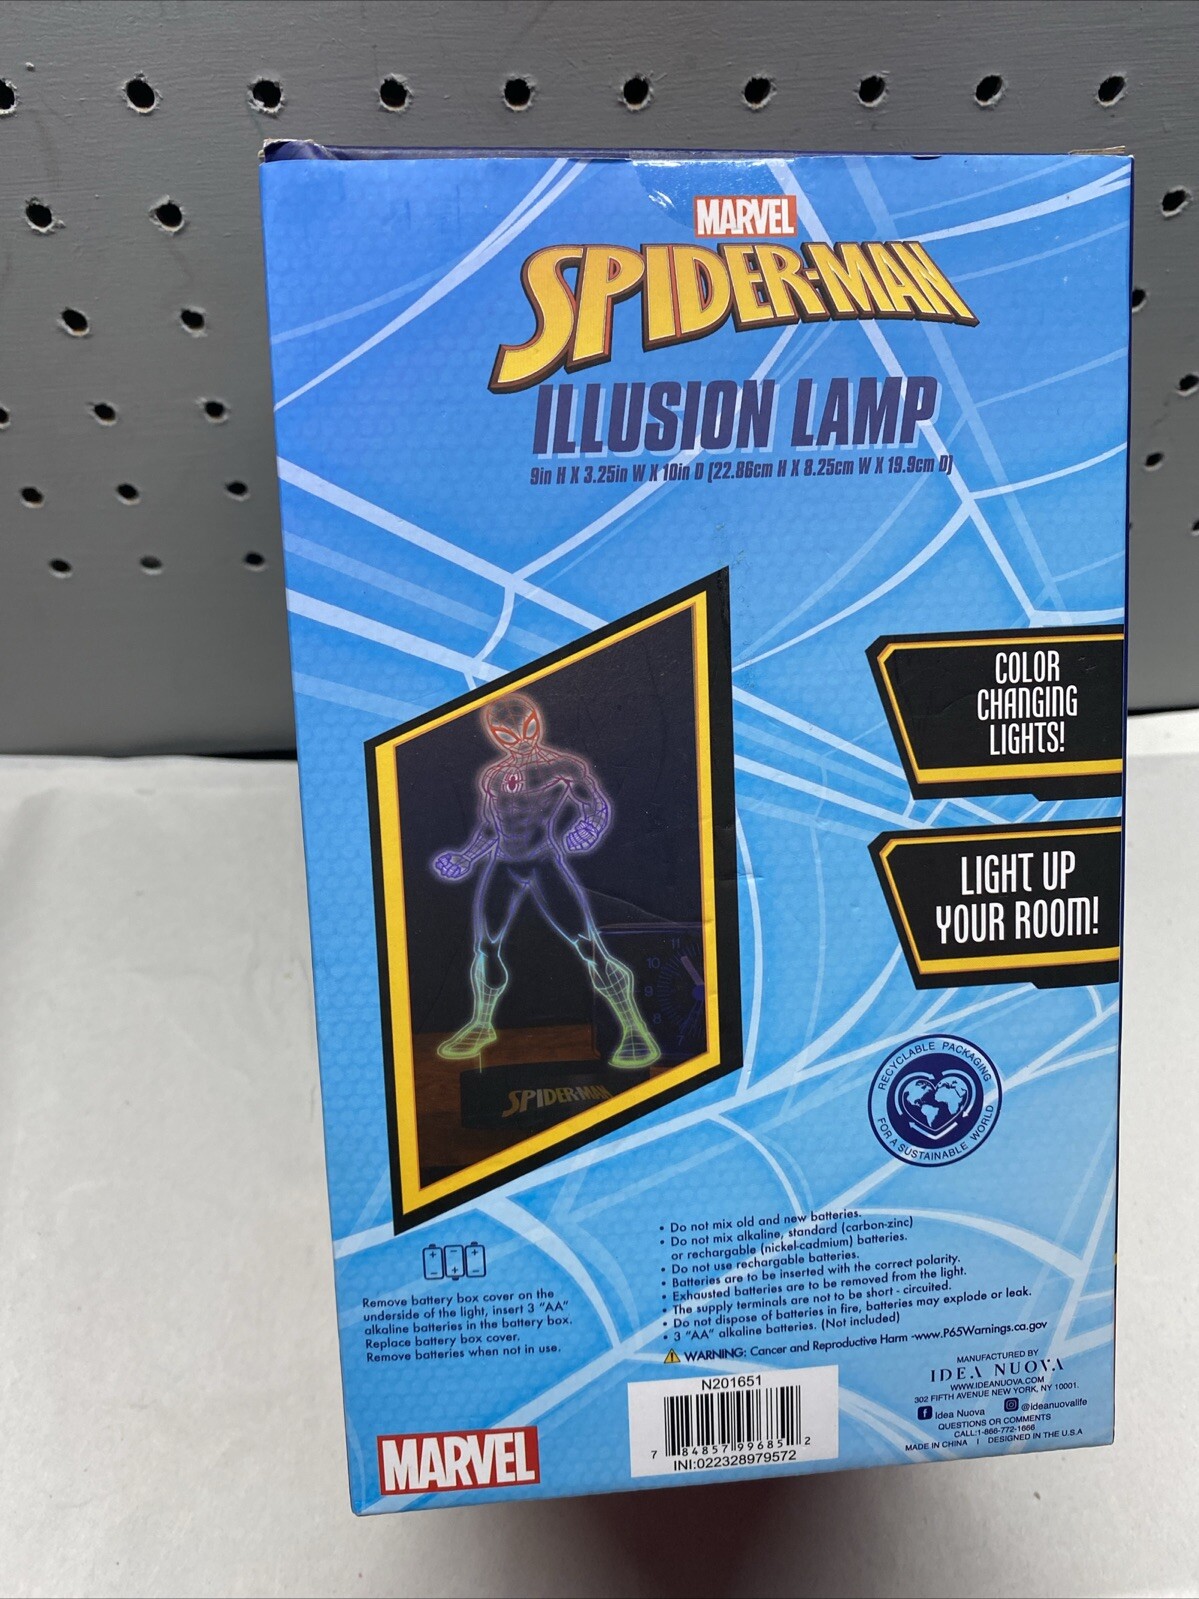 MARVEL
SPIDER-MAN
ILLUSION LAMP
9in H X 3.25in W X 10in D (22.86cm H X 8.25cm W X 19.9cm D)
COLOR
CHANGING
LIGHTS!
LIGHT UP
YOUR ROOM!
11
10
9
8
7
SPIDER-MAN
RECYCLABLE PACKAGING
FOR A SUSTAINABLE WORLD
Remove battery box cover on the
underside of the light, insert 3 "AA"
alkaline batteries in the battery box.
Replace battery box cover.
Remove batteries when not in use.
• Do not mix old and new batteries.
• Do not mix alkaline, standard (carbon-zinc)
or rechargable (nickel-cadmium) batteries.
• Do not use rechargable batteries.
• Batteries are to be inserted with the correct polarity.
• Exhausted batteries are to be removed from the light.
• The supply terminals are not to be short - circuited.
• Do not dispose of batteries in fire, batteries may explode or leak.
• 3 "AA" alkaline batteries. (Not included)
WARNING: Cancer and Reproductive Harm -www.P65Warnings.ca.gov
MANUFACTURED BY
IDEA NUOVA
WWW.IDEANUOVA.COM
302 FIFTH AVENUE NEW YORK, NY 10001.
Idea Nuova @ideanuovalife
QUESTIONS OR COMMENTS
CALL:1-866-772-1666
MADE IN CHINA | DESIGNED IN THE U.S.A
N201651
7 84857 99685 2
INI:022328979572
MARVEL